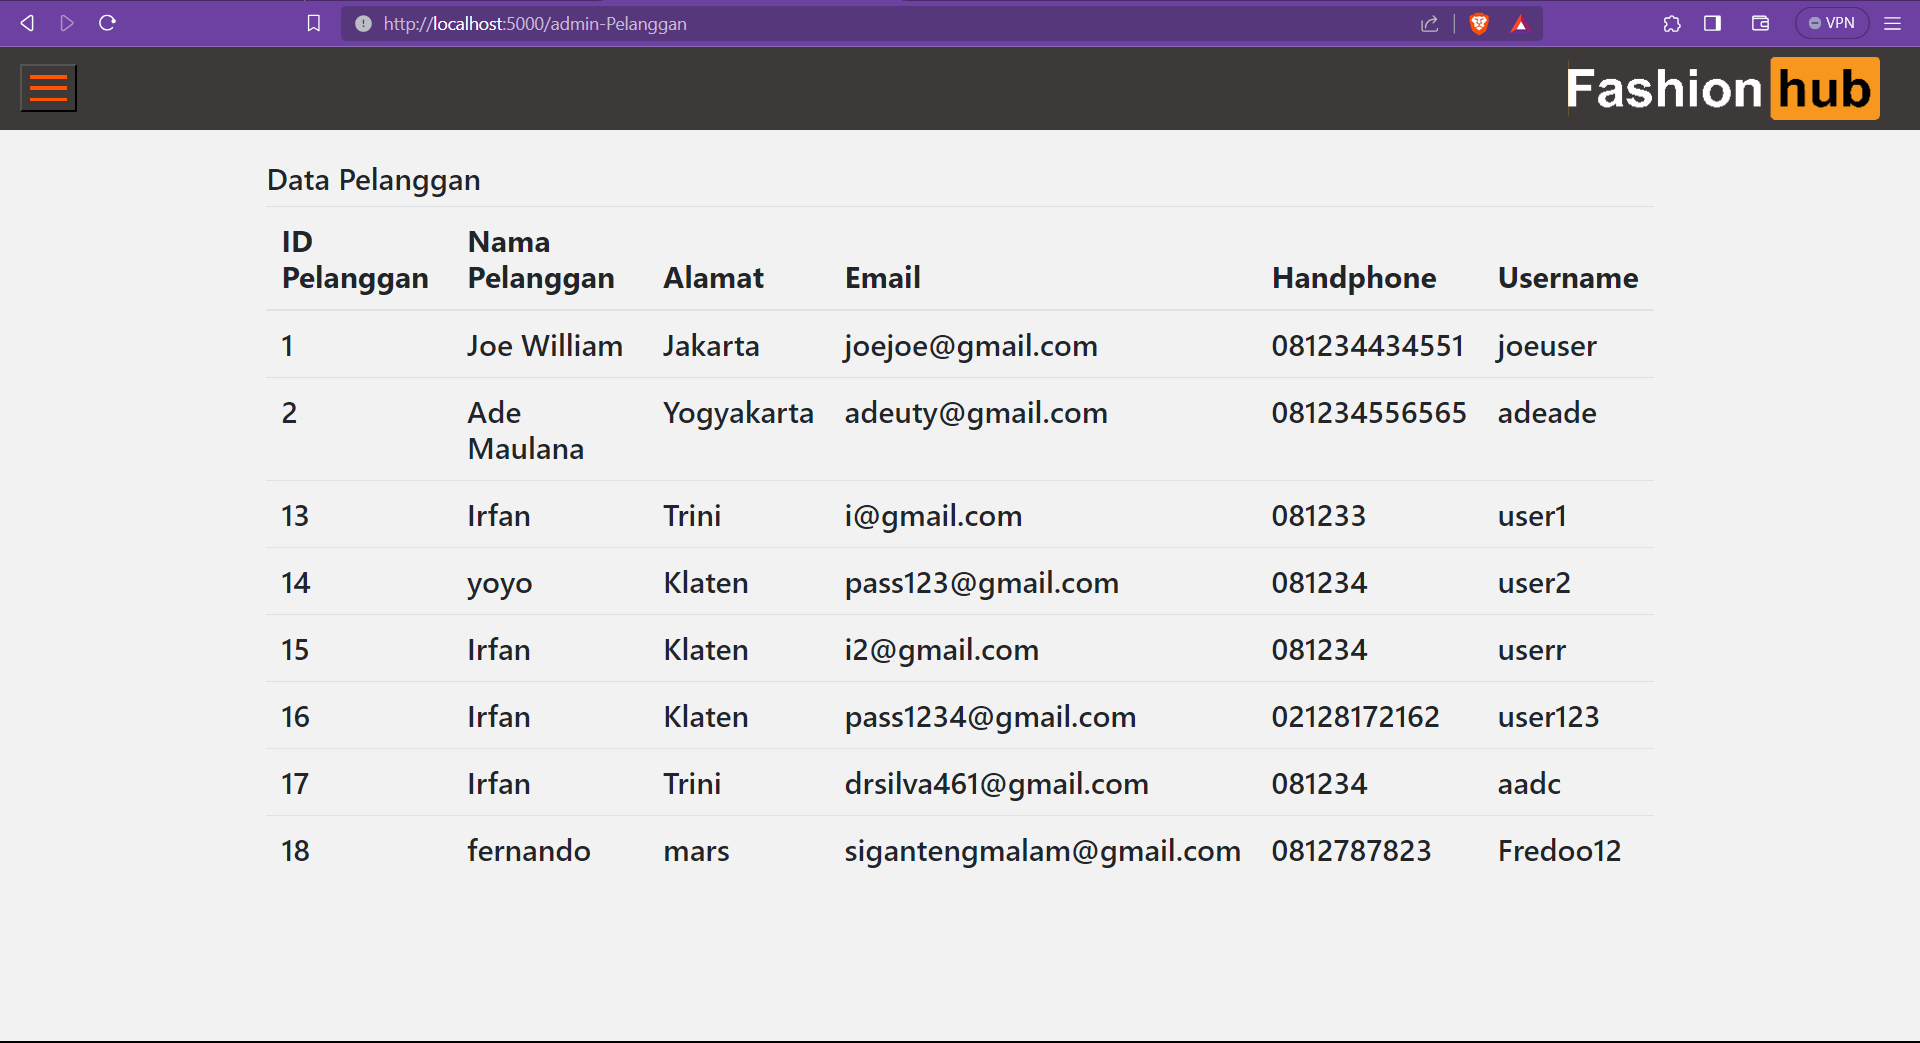 http://localhost:5000/admin-Pelanggan
VPN
Fashion hub
Data Pelanggan
ID Pelanggan Nama Pelanggan Alamat Email Handphone Username
1 Joe William Jakarta joejoe@gmail.com 081234434551 joeuser
2 Ade Maulana Yogyakarta adeuty@gmail.com 081234556565 adeade
13 Irfan Trini i@gmail.com 081233 user1
14 yoyo Klaten pass123@gmail.com 081234 user2
15 Irfan Klaten i2@gmail.com 081234 userr
16 Irfan Klaten pass1234@gmail.com 02128172162 user123
17 Irfan Trini drsilva461@gmail.com 081234 aadc
18 fernando mars sigantengmalam@gmail.com 0812787823 Fredoo12